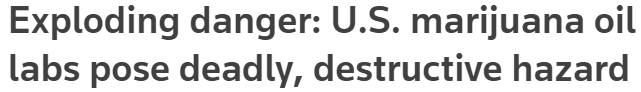 Exploding danger: U.S. marijuana oil
labs pose deadly, destructive hazard